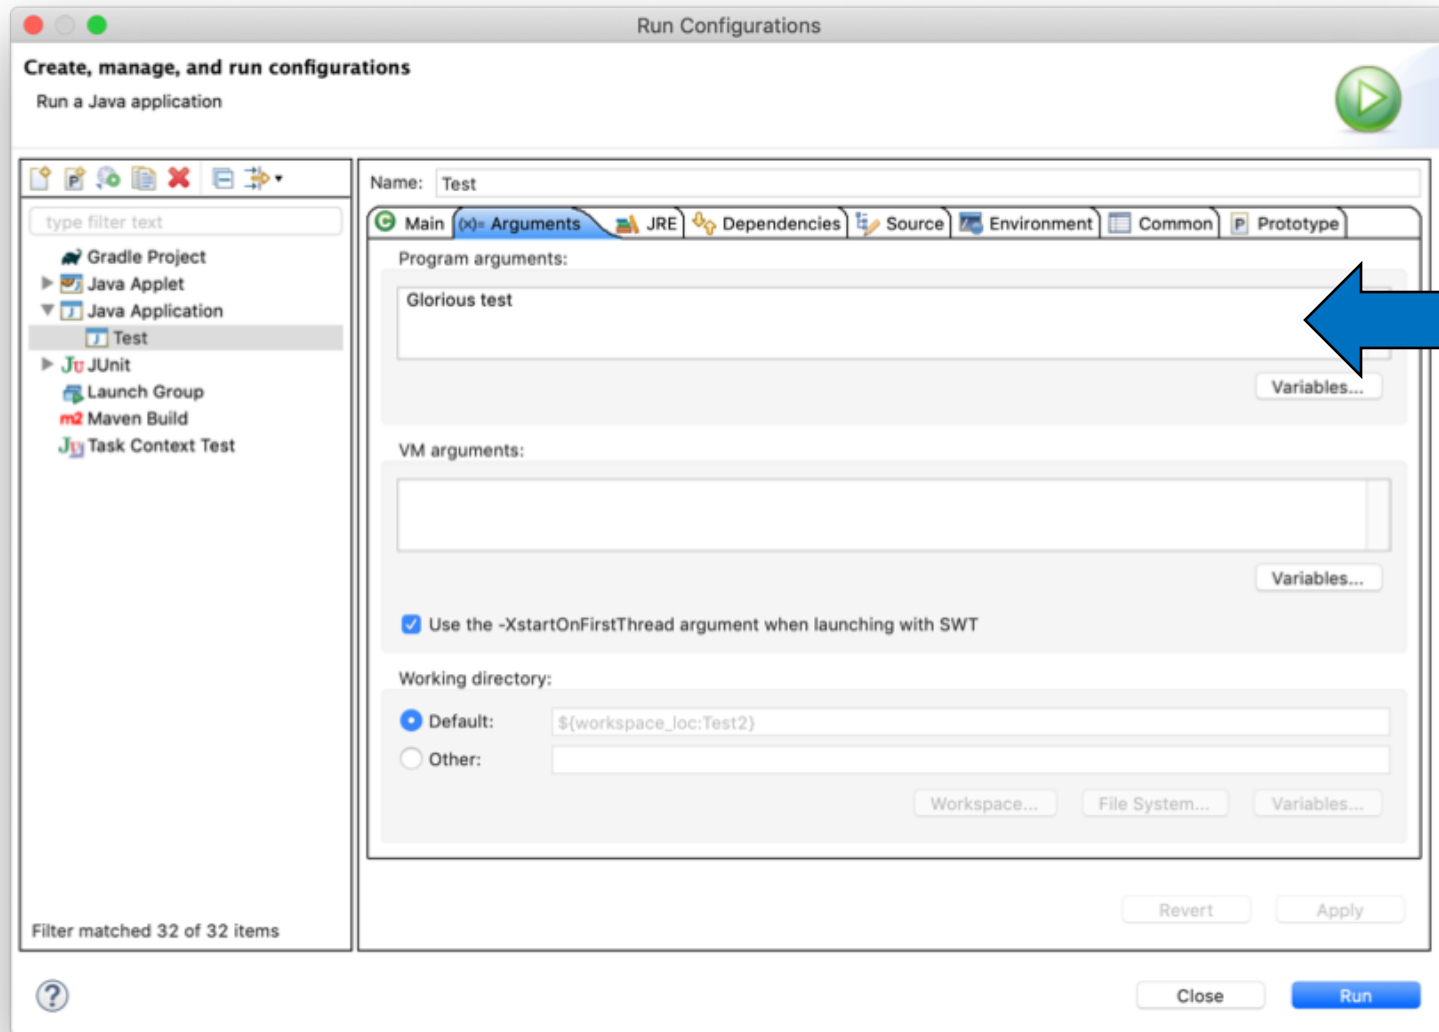 Run Configurations
Create, manage, and run configurations
Run a Java application
type filter text
Gradle Project
Java Applet
Java Application
Test
JUnit
Launch Group
Maven Build
Task Context Test
Filter matched 32 of 32 items
Name: Test
Main (x)= Arguments JRE Dependencies Source Environment Common Prototype
Program arguments:
Glorious test
Variables...
VM arguments:
Variables...
Use the -XstartOnFirstThread argument when launching with SWT
Working directory:
Default: ${workspace_loc:Test2}
Other:
Workspace... File System... Variables...
Revert Apply
Close Run